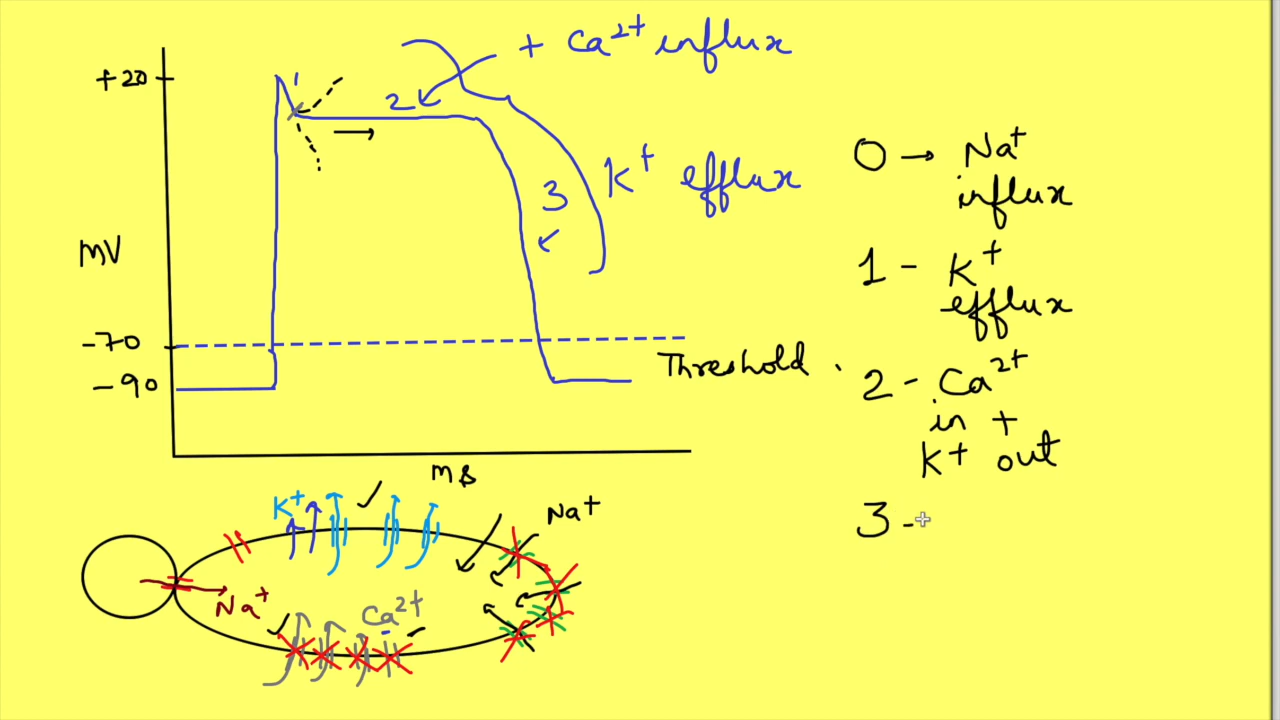 + Ca²⁺ influx
+20
1
2
3
K⁺ efflux
mV
-70
-90
Threshold
ms
0 → Na⁺
influx
1 - K⁺
efflux
2 - Ca²⁺
in +
K+ out
3 -
K⁺
Na⁺
Na⁺
Ca²⁺